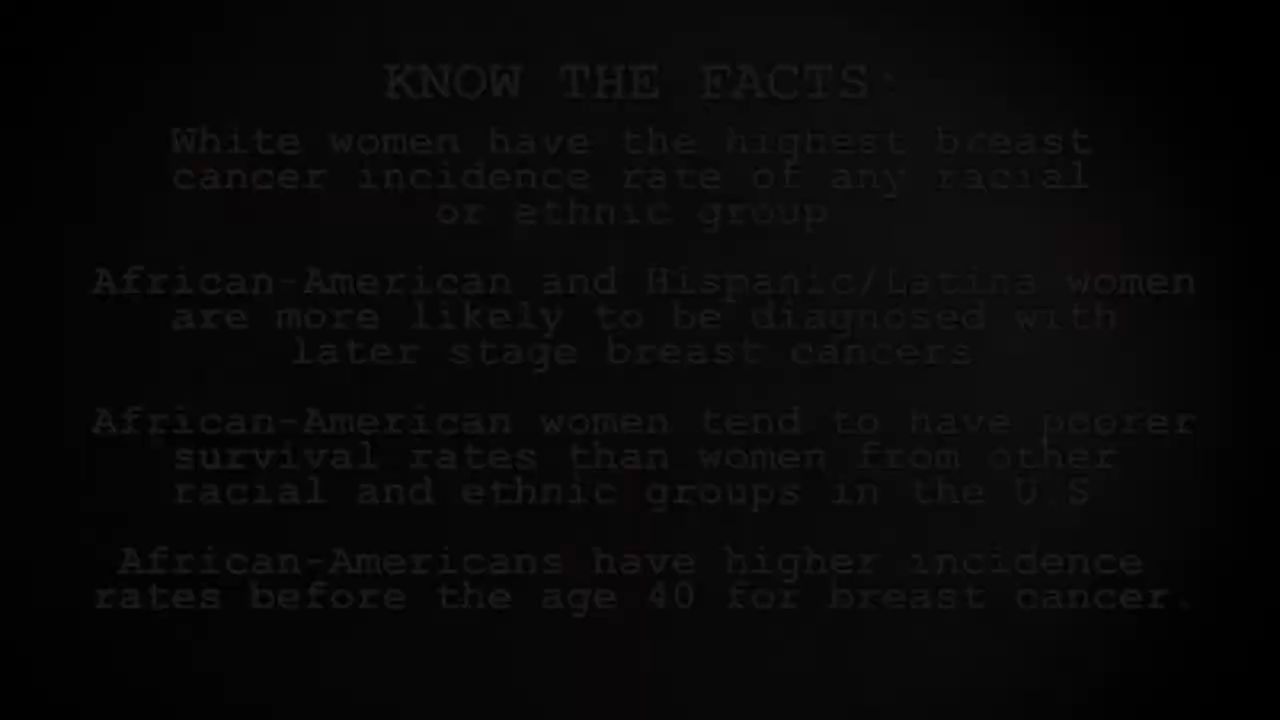 KNOW THE FACTS:
White women have the highest breast
cancer incidence rate of any racial
or ethnic group
African-American and Hispanic/Latina women
are more likely to be diagnosed with
later stage breast cancers
African-American women tend to have poorer
survival rates than women from other
racial and ethnic groups in the U.S
African-Americans have higher incidence
rates before the age 40 for breast cancer.